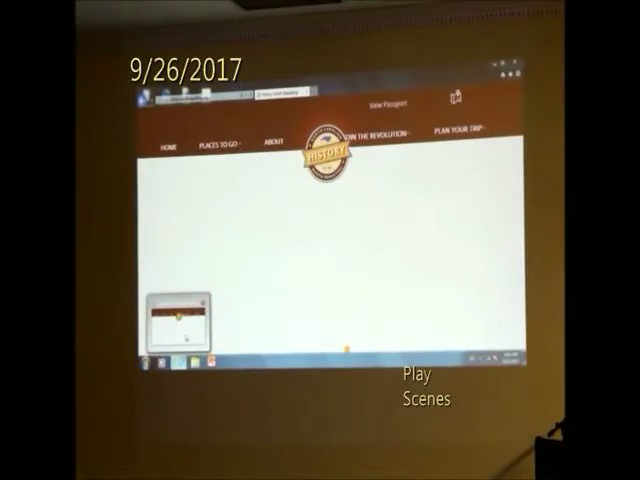 9/26/2017
View Passport
HOME
PLACES TO GO
ABOUT
HISTORY
JOIN THE REVOLUTION
PLAN YOUR TRIP
Play
Scenes